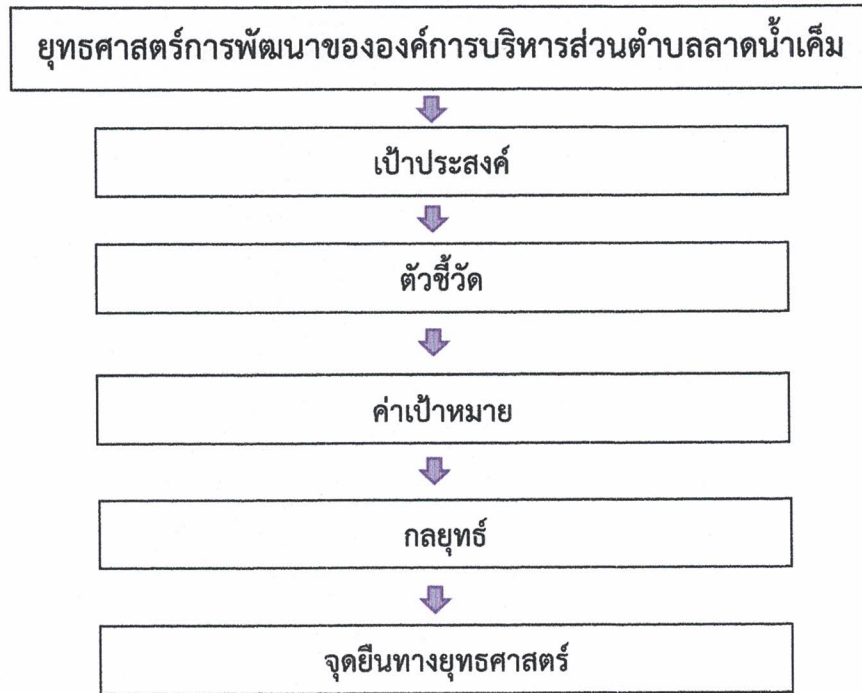 ยุทธศาสตร์การพัฒนาขององค์การบริหารส่วนตำบลลาดน้ำเค็ม
เป้าประสงค์
ตัวชี้วัด
ค่าเป้าหมาย
กลยุทธ์
จุดยืนทางยุทธศาสตร์